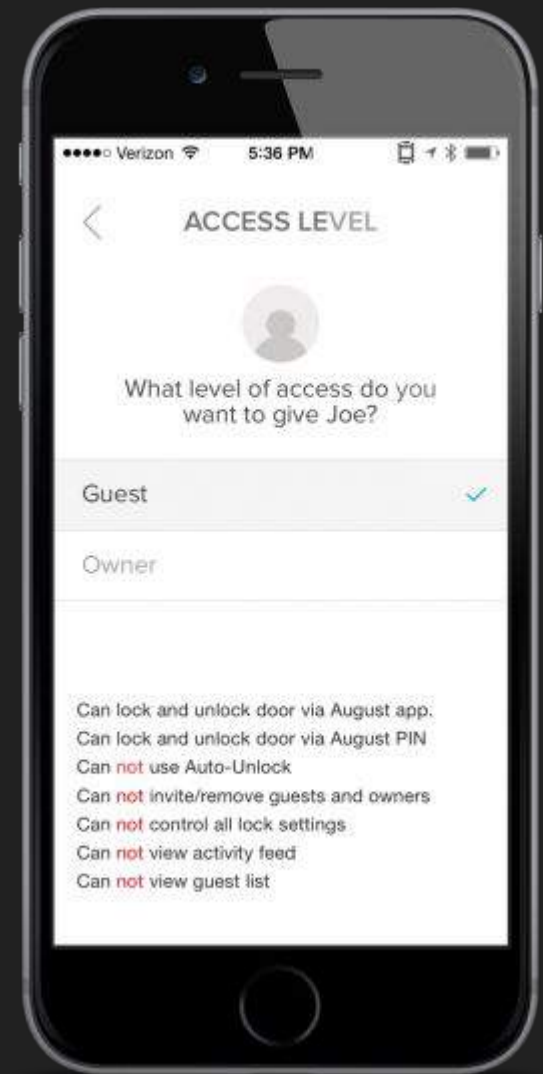 Verizon 5:36 PM
ACCESS LEVEL
What level of access do you
want to give Joe?
Guest
Owner
Can lock and unlock door via August app.
Can lock and unlock door via August PIN
Can not use Auto-Unlock
Can not invite/remove guests and owners
Can not control all lock settings
Can not view activity feed
Can not view guest list